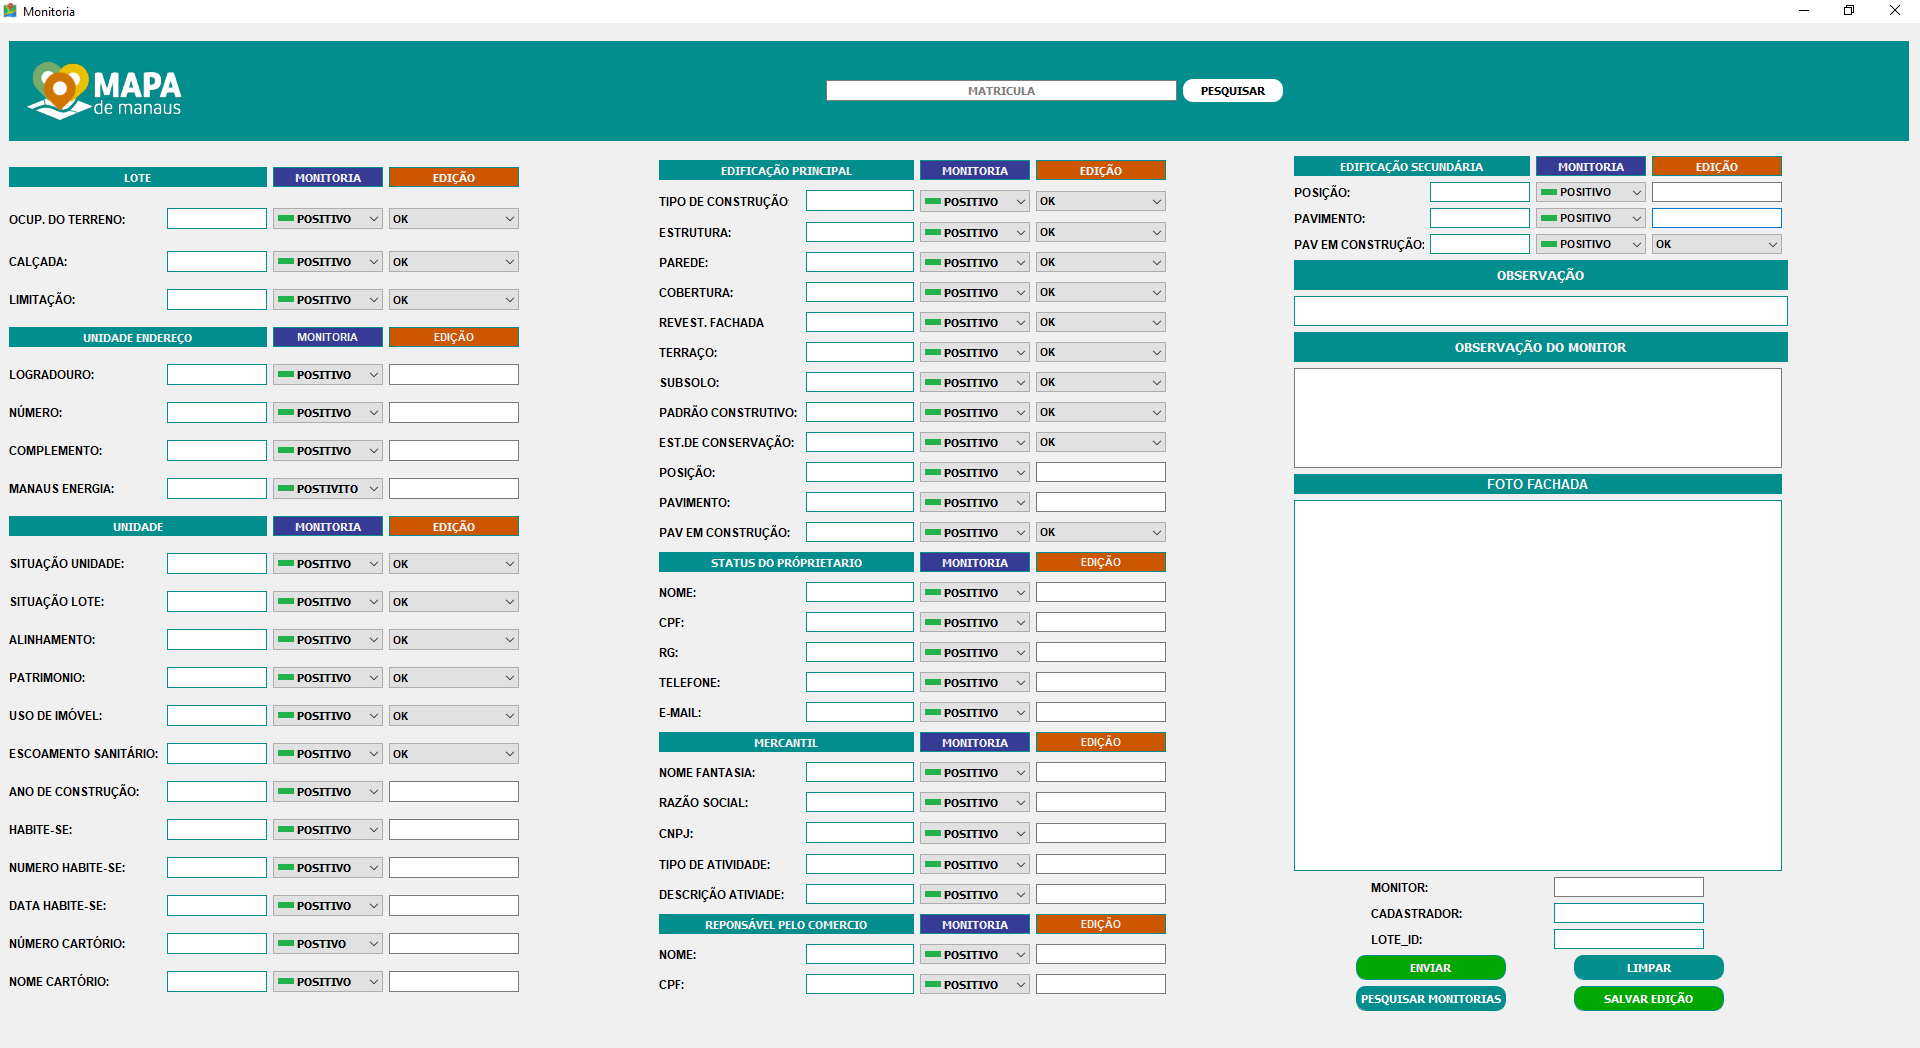 Monitoria
MAPA
de manaus
MATRICULA
PESQUISAR
LOTE MONITORIA EDIÇÃO
OCUP. DO TERRENO: POSITIVO OK
CALÇADA: POSITIVO OK
LIMITAÇÃO: POSITIVO OK
UNIDADE ENDEREÇO MONITORIA EDIÇÃO
LOGRADOURO: POSITIVO
NÚMERO: POSITIVO
COMPLEMENTO: POSITIVO
MANAUS ENERGIA: POSTIVITO
UNIDADE MONITORIA EDIÇÃO
SITUAÇÃO UNIDADE: POSITIVO OK
SITUAÇÃO LOTE: POSITIVO OK
ALINHAMENTO: POSITIVO OK
PATRIMONIO: POSITIVO OK
USO DE IMÓVEL: POSITIVO OK
ESCOAMENTO SANITÁRIO: POSITIVO OK
ANO DE CONSTRUÇÃO: POSITIVO
HABITE-SE: POSITIVO
NUMERO HABITE-SE: POSITIVO
DATA HABITE-SE: POSITIVO
NÚMERO CARTÓRIO: POSTIVO
NOME CARTÓRIO: POSITIVO
EDIFICAÇÃO PRINCIPAL MONITORIA EDIÇÃO
TIPO DE CONSTRUÇÃO: POSITIVO OK
ESTRUTURA: POSITIVO OK
PAREDE: POSITIVO OK
COBERTURA: POSITIVO OK
REVEST. FACHADA POSITIVO OK
TERRAÇO: POSITIVO OK
SUBSOLO: POSITIVO OK
PADRÃO CONSTRUTIVO: POSITIVO OK
EST.DE CONSERVAÇÃO: POSITIVO OK
POSIÇÃO: POSITIVO
PAVIMENTO: POSITIVO
PAV EM CONSTRUÇÃO: POSITIVO OK
STATUS DO PRÓPRIETARIO MONITORIA EDIÇÃO
NOME: POSITIVO
CPF: POSITIVO
RG: POSITIVO
TELEFONE: POSITIVO
E-MAIL: POSITIVO
MERCANTIL MONITORIA EDIÇÃO
NOME FANTASIA: POSITIVO
RAZÃO SOCIAL: POSITIVO
CNPJ: POSITIVO
TIPO DE ATIVIDADE: POSITIVO
DESCRIÇÃO ATIVIADE: POSITIVO
REPONSÁVEL PELO COMERCIO MONITORIA EDIÇÃO
NOME: POSITIVO
CPF: POSITIVO
EDIFICAÇÃO SECUNDÁRIA MONITORIA EDIÇÃO
POSIÇÃO: POSITIVO
PAVIMENTO: POSITIVO
PAV EM CONSTRUÇÃO: POSITIVO OK
OBSERVAÇÃO
OBSERVAÇÃO DO MONITOR
FOTO FACHADA
MONITOR:
CADASTRADOR:
LOTE_ID:
ENVIAR LIMPAR
PESQUISAR MONITORIAS SALVAR EDIÇÃO